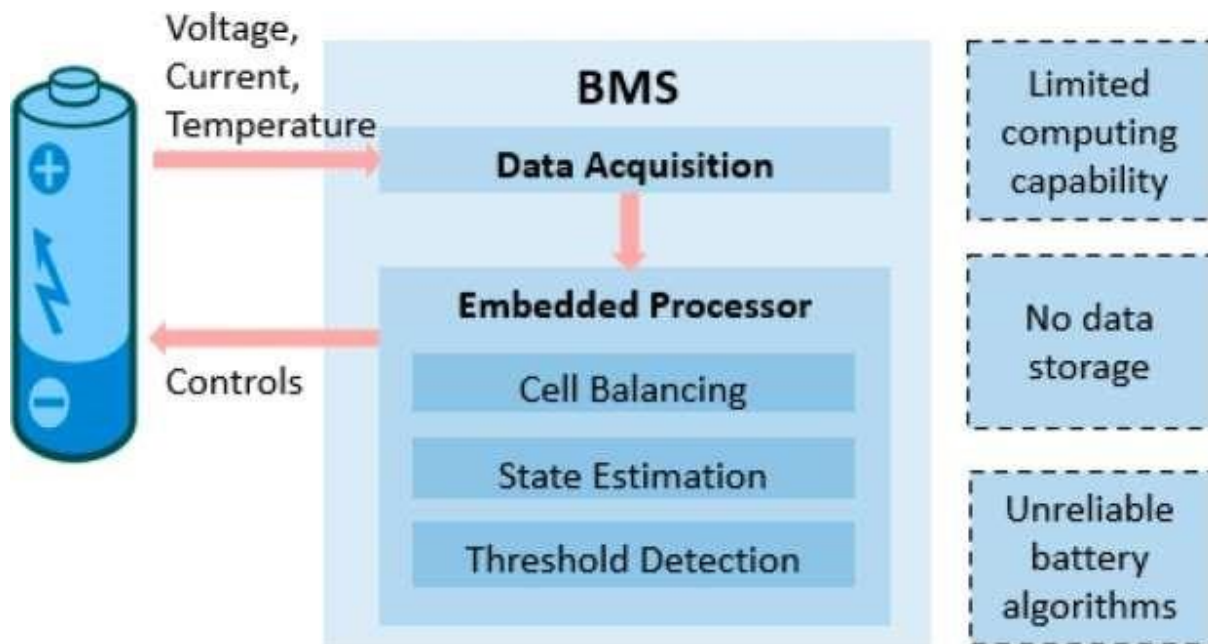 Voltage,
Current,
Temperature
BMS
Data Acquisition
Embedded Processor
Cell Balancing
State Estimation
Threshold Detection
Controls
Limited
computing
capability
No data
storage
Unreliable
battery
algorithms